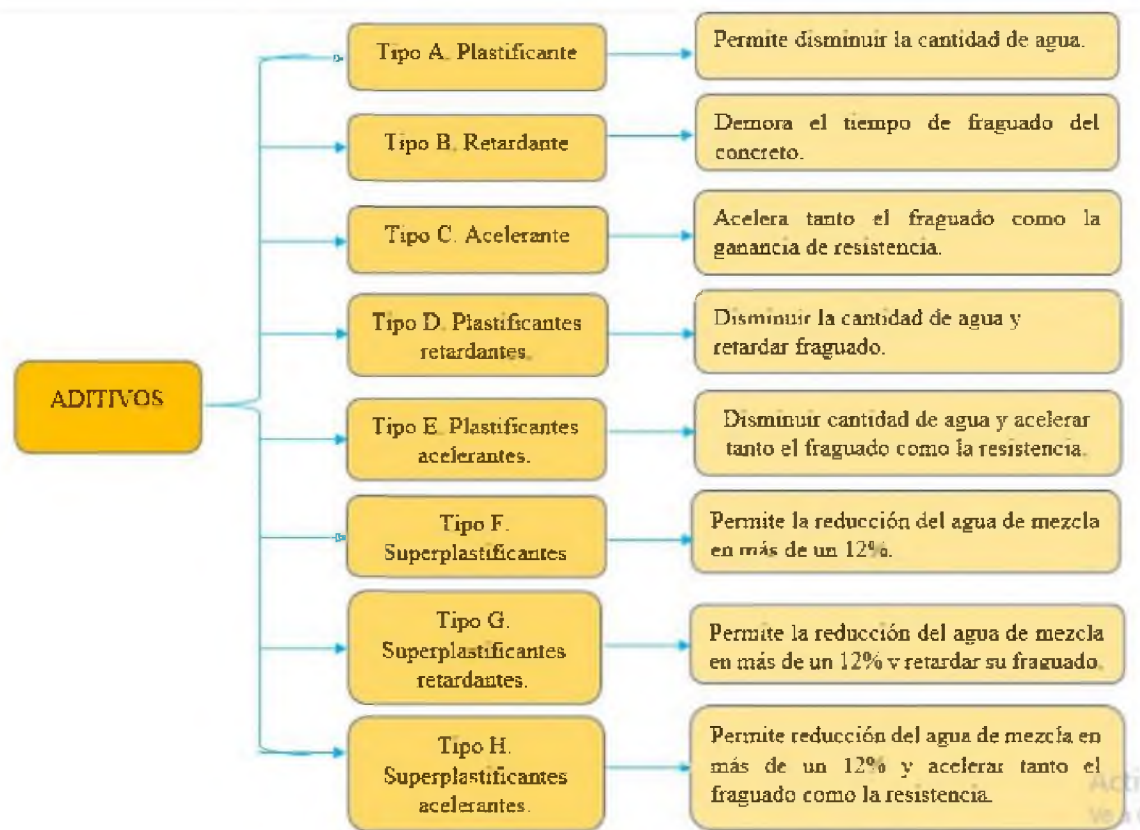 ADITIVOS
Tipo A. Plastificante
Permite disminuir la cantidad de agua.
Tipo B. Retardante
Demora el tiempo de fraguado del
concreto.
Tipo C. Acelerante
Acelera tanto el fraguado como la
ganancia de resistencia.
Tipo D. Plastificantes
retardantes.
Disminuir la cantidad de agua y
retardar fraguado.
Tipo E. Plastificantes
acelerantes.
Disminuir cantidad de agua y acelerar
tanto el fraguado como la resistencia.
Tipo F.
Superplastificantes
Permite la reducción del agua de mezcla
en más de un 12%.
Tipo G.
Superplastificantes
retardantes.
Permite la reducción del agua de mezcla
en más de un 12% y retardar su fraguado.
Tipo H.
Superplastificantes
acelerantes.
Permite reducción del agua de mezcla en
más de un 12% y acelerar tanto el
fraguado como la resistencia.